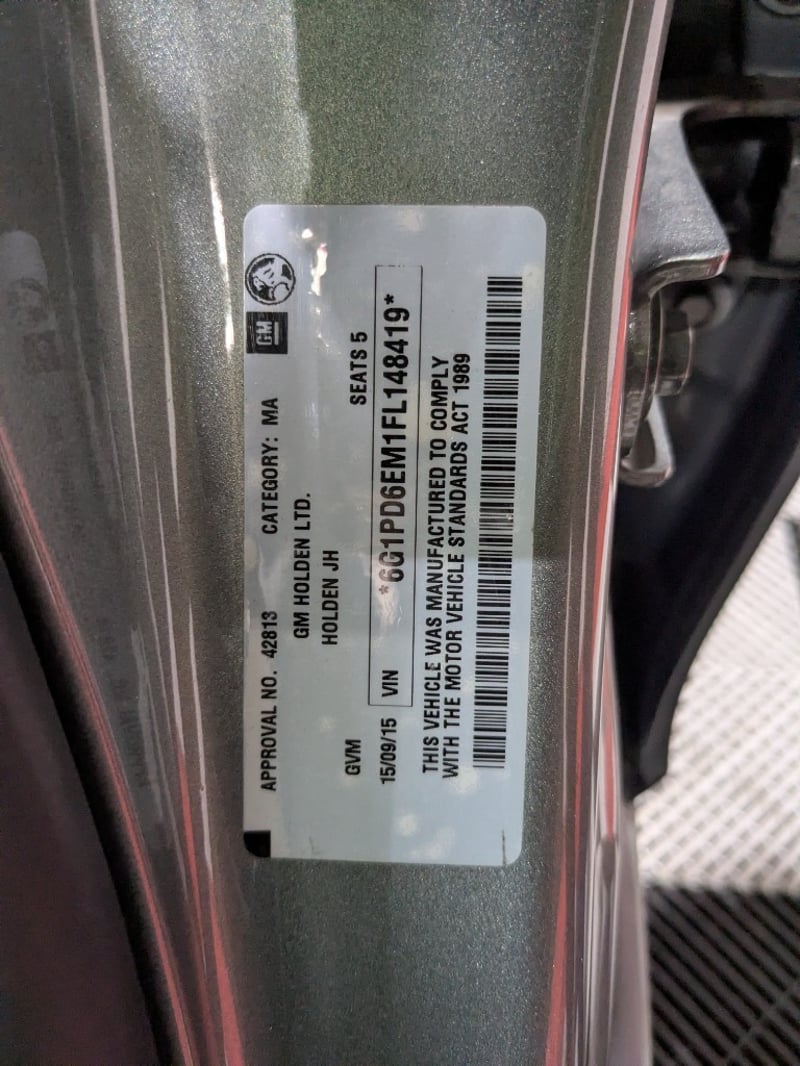 GM
APPROVAL NO. 42813 CATEGORY: MA
GM HOLDEN LTD.
HOLDEN JH
GVM SEATS 5
15/09/15 VIN *6G1PD6EM1FL148419*
THIS VEHICLE WAS MANUFACTURED TO COMPLY
WITH THE MOTOR VEHICLE STANDARDS ACT 1989